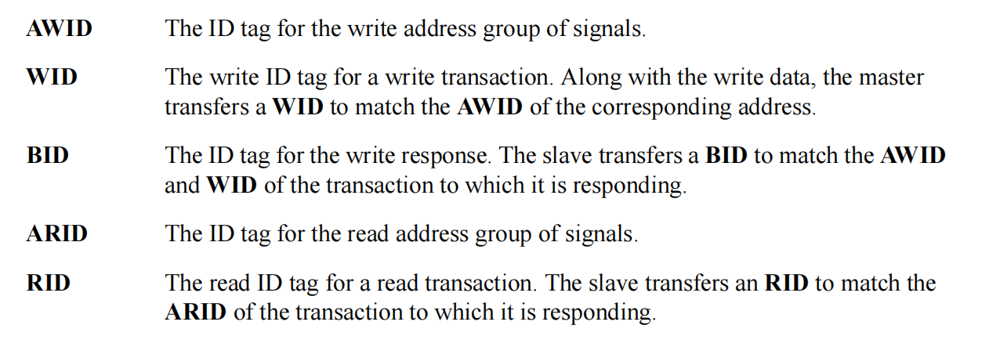 AWID The ID tag for the write address group of signals.
WID The write ID tag for a write transaction. Along with the write data, the master
transfers a WID to match the AWID of the corresponding address.
BID The ID tag for the write response. The slave transfers a BID to match the AWID
and WID of the transaction to which it is responding.
ARID The ID tag for the read address group of signals.
RID The read ID tag for a read transaction. The slave transfers an RID to match the
ARID of the transaction to which it is responding.